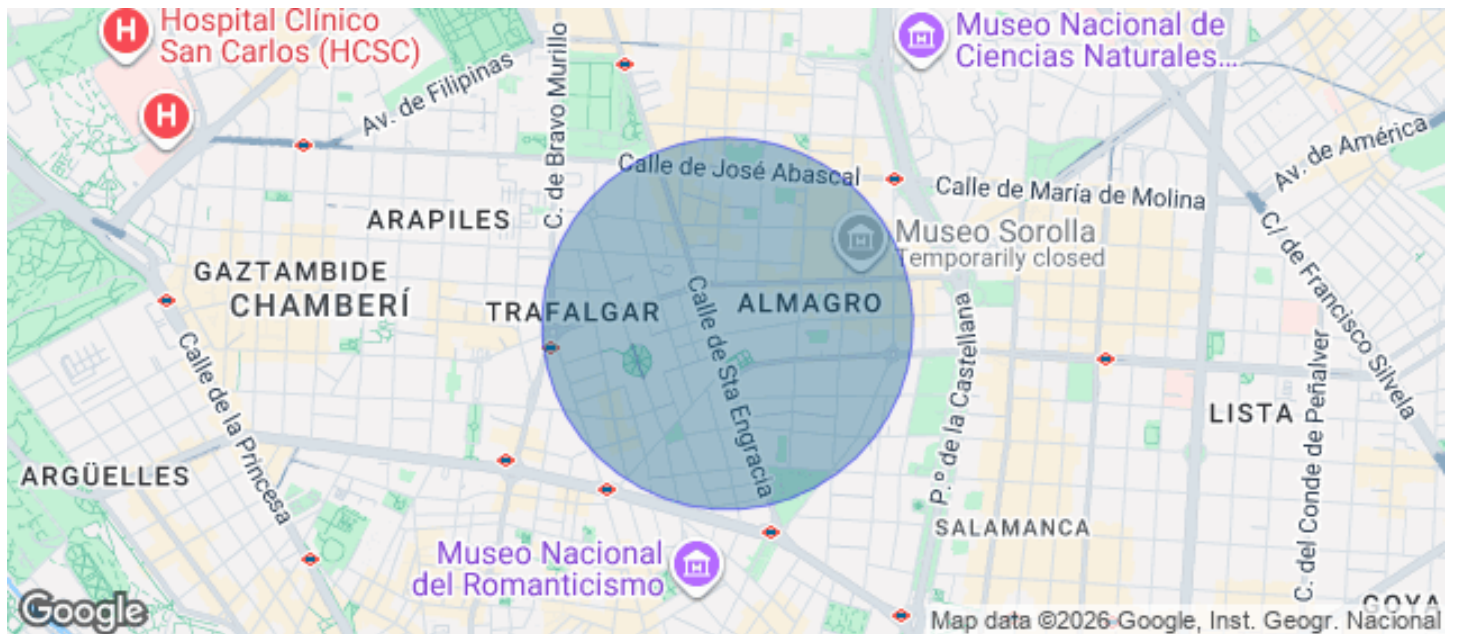 Hospital Clínico
San Carlos (HCSC)
Museo Nacional de
Ciencias Naturales...
H
H
Av. de Filipinas
C. de Bravo Murillo
Av. de América
Calle de José Abascal
Calle de María de Molina
ARAPILES
Museo Sorolla
Temporarily closed
C/ de Francisco Silvela
GAZTAMBIDE
CHAMBERÍ
TRAFALGAR
ALMAGRO
Calle de Sta Engracia
P.º de la Castellana
Calle de la Princesa
LISTA
C. del Conde de Peñalver
ARGÜELLES
SALAMANCA
Museo Nacional
del Romanticismo
GOYA
Google
Map data ©2026 Google, Inst. Geogr. Nacional